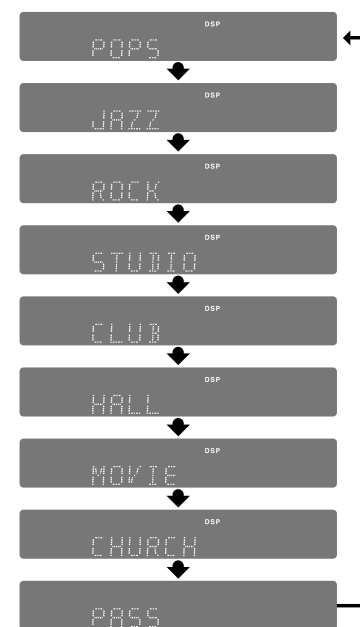 DSP
POPS
DSP
JAZZ
DSP
ROCK
DSP
STUDIO
DSP
CLUB
DSP
HALL
DSP
MOVIE
DSP
CHURCH
PASS